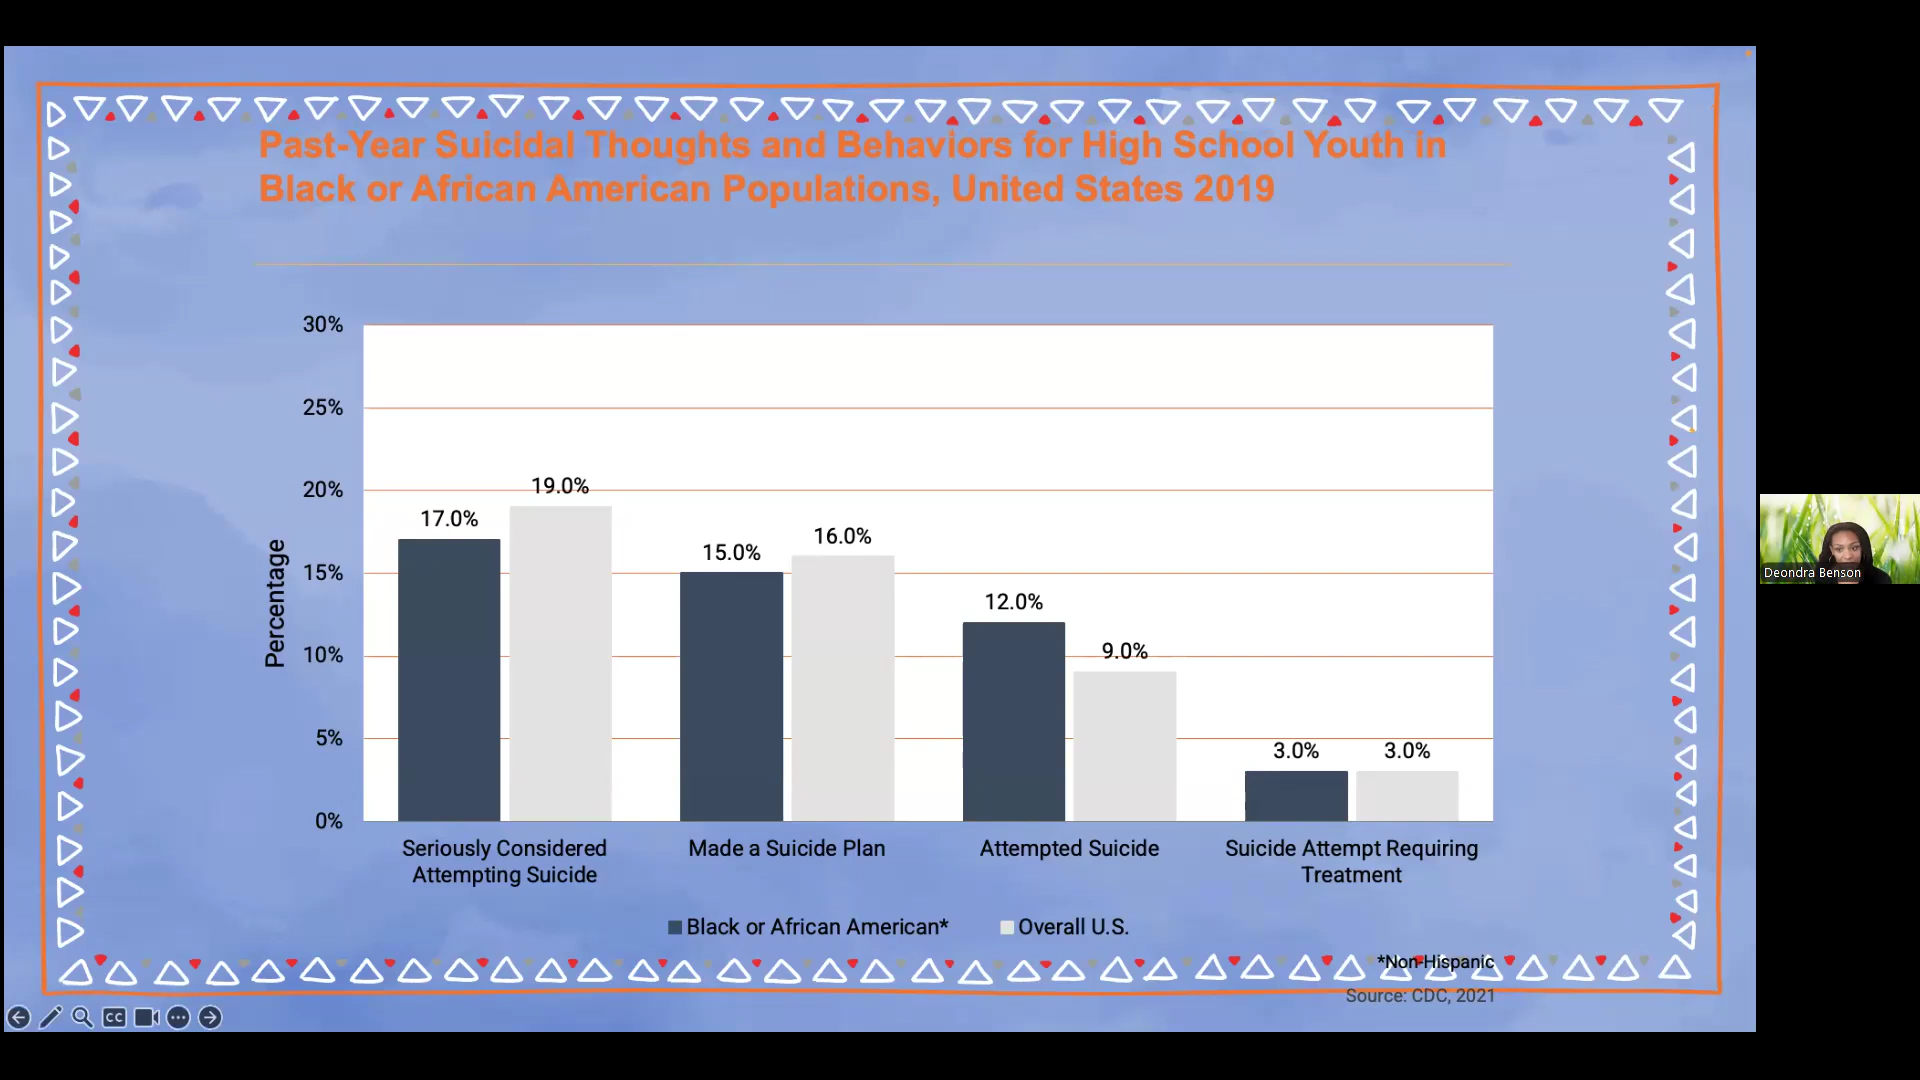 Past-Year Suicidal Thoughts and Behaviors for High School Youth in
Black or African American Populations, United States 2019
30%
25%
20%
15%
10%
5%
0%
Percentage
17.0%
19.0%
15.0%
16.0%
12.0%
9.0%
3.0%
3.0%
Seriously Considered
Attempting Suicide
Made a Suicide Plan
Attempted Suicide
Suicide Attempt Requiring
Treatment
Black or African American*
Overall U.S.
*Non-Hispanic
Source: CDC, 2021
CC
Deondra Benson